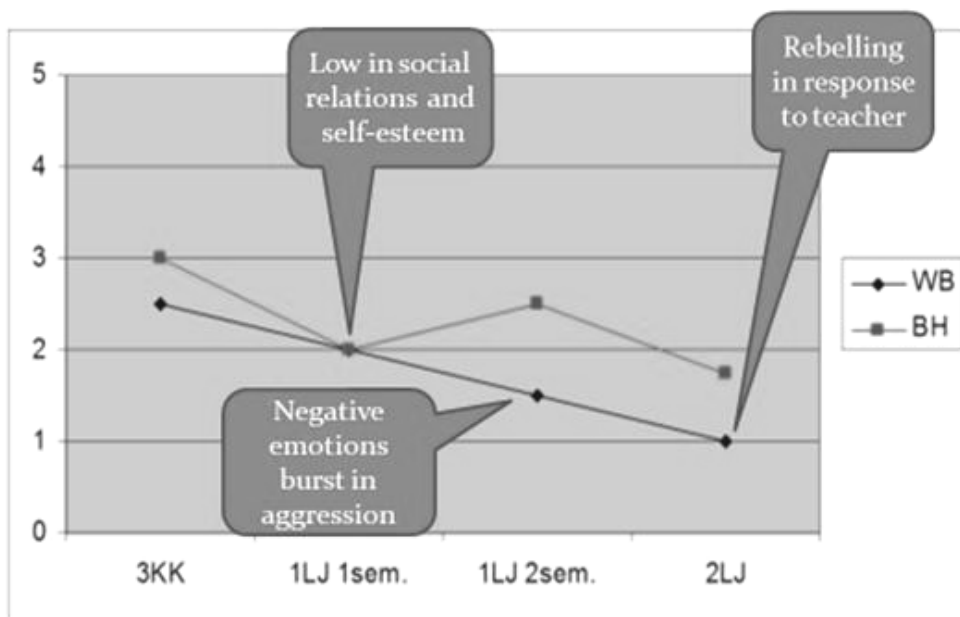 Low in social
relations and
self-esteem
Rebelling
in response
to teacher
5
4
3
2
1
0
Negative
emotions
burst in
aggression
WB
BH
3KK
1LJ 1sem.
1LJ 2sem.
2LJ